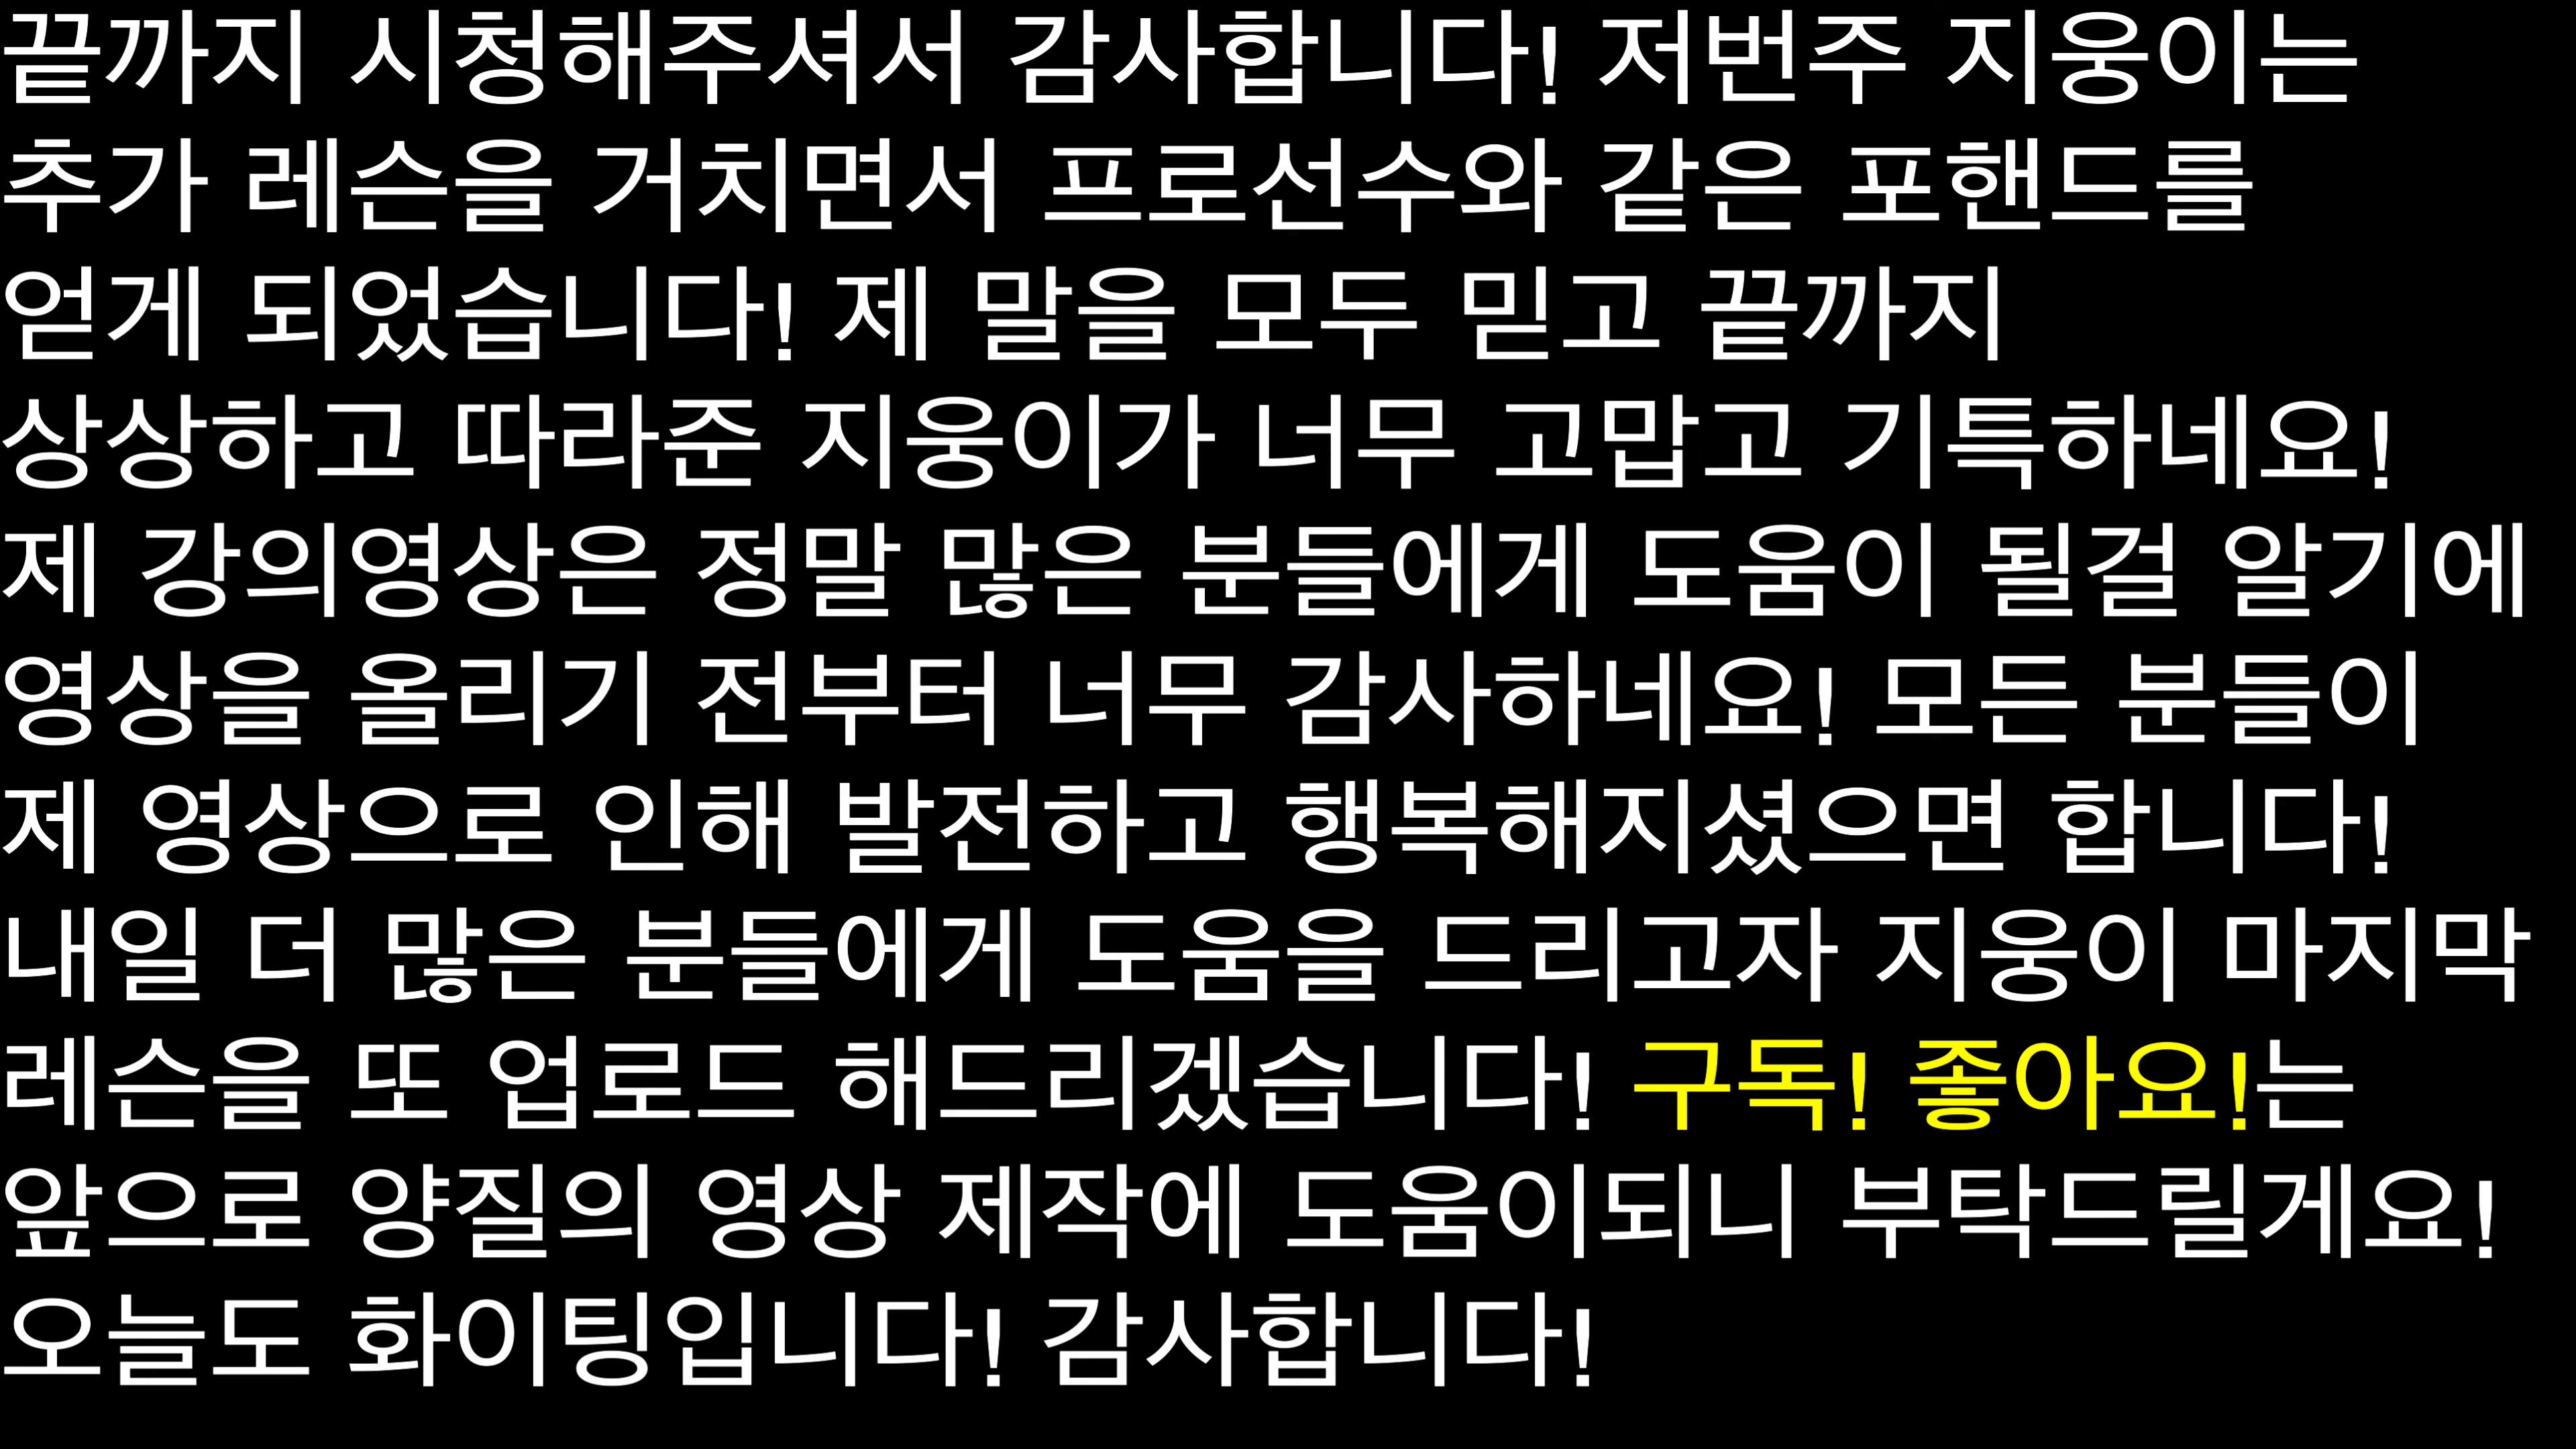 끝까지 시청해주셔서 감사합니다! 저번주 지웅이는
추가 레슨을 거치면서 프로선수와 같은 포핸드를
얻게 되었습니다! 제 말을 모두 믿고 끝까지
상상하고 따라준 지웅이가 너무 고맙고 기특하네요!
제 강의영상은 정말 많은 분들에게 도움이 될걸 알기에
영상을 올리기 전부터 너무 감사하네요! 모든 분들이
제 영상으로 인해 발전하고 행복해지셨으면 합니다!
내일 더 많은 분들에게 도움을 드리고자 지웅이 마지막
레슨을 또 업로드 해드리겠습니다! 구독! 좋아요!는
앞으로 양질의 영상 제작에 도움이되니 부탁드릴게요!
오늘도 화이팅입니다! 감사합니다!